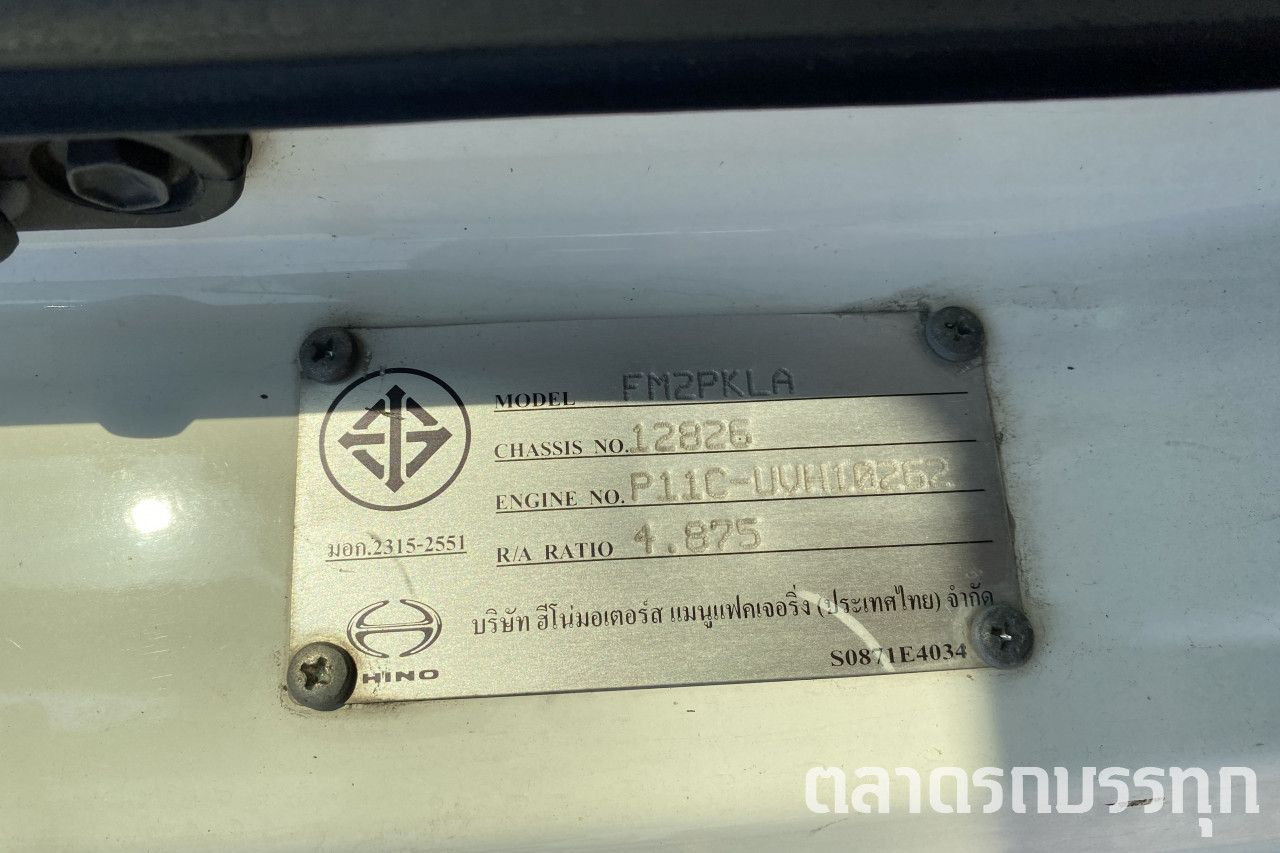 MODEL FM2PKLA
CHASSIS NO. 12826
ENGINE NO. P11C-UVH10262
R/A RATIO 4.875
มอก.2315-2551
HINO
บริษัท ฮีโน่มอเตอร์ส แมนูแฟคเจอริ่ง (ประเทศไทย) จำกัด
S0871E4034
ตลาดรถบรรทุก